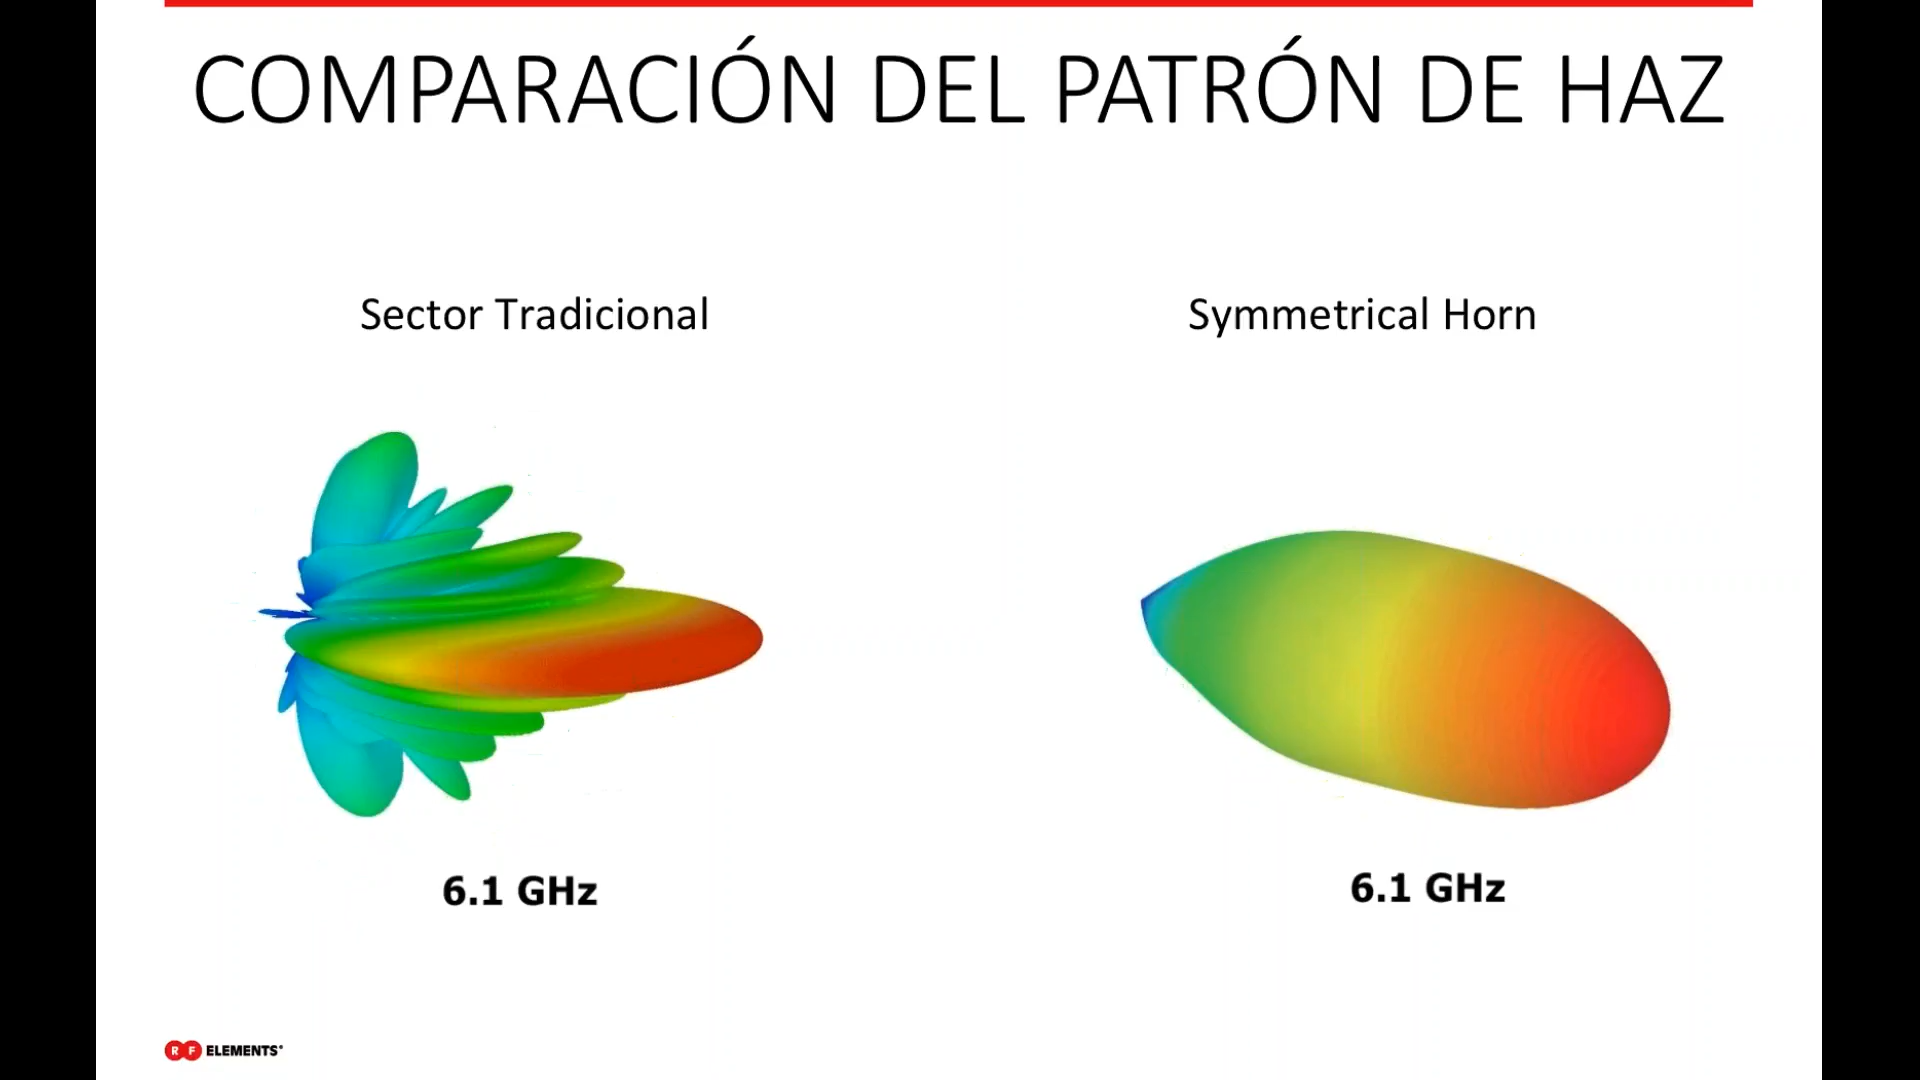 COMPARACIÓN DEL PATRÓN DE HAZ
Sector Tradicional
Symmetrical Horn
6.1 GHz
6.1 GHz
RF ELEMENTS®